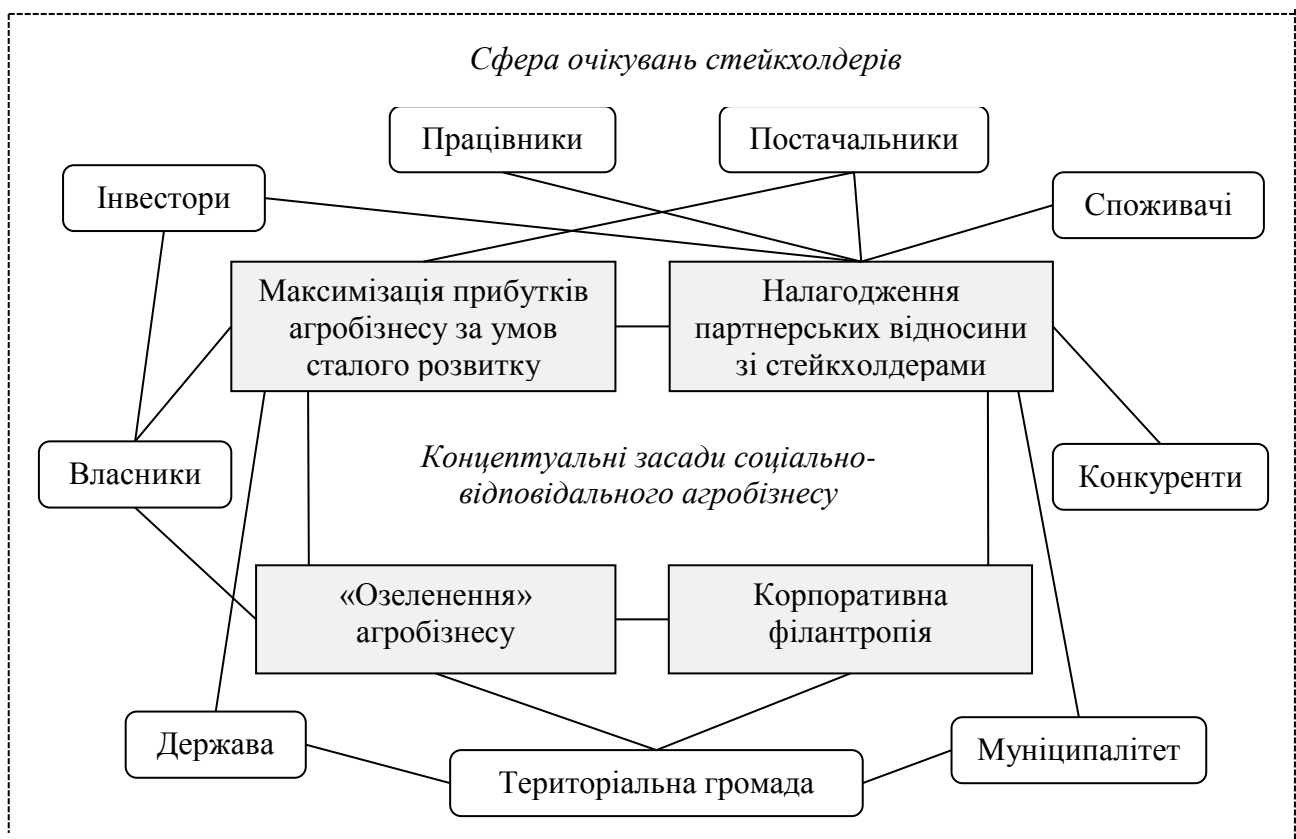 Сфера очікувань стейкхолдерів
Працівники
Постачальники
Інвестори
Споживачі
Максимізація прибутків
агробізнесу за умов
сталого розвитку
Налагодження
партнерських відносини
зі стейкхолдерами
Власники
Концептуальні засади соціально-
відповідального агробізнесу
Конкуренти
«Озеленення»
агробізнесу
Корпоративна
філантропія
Держава
Територіальна громада
Муніципалітет